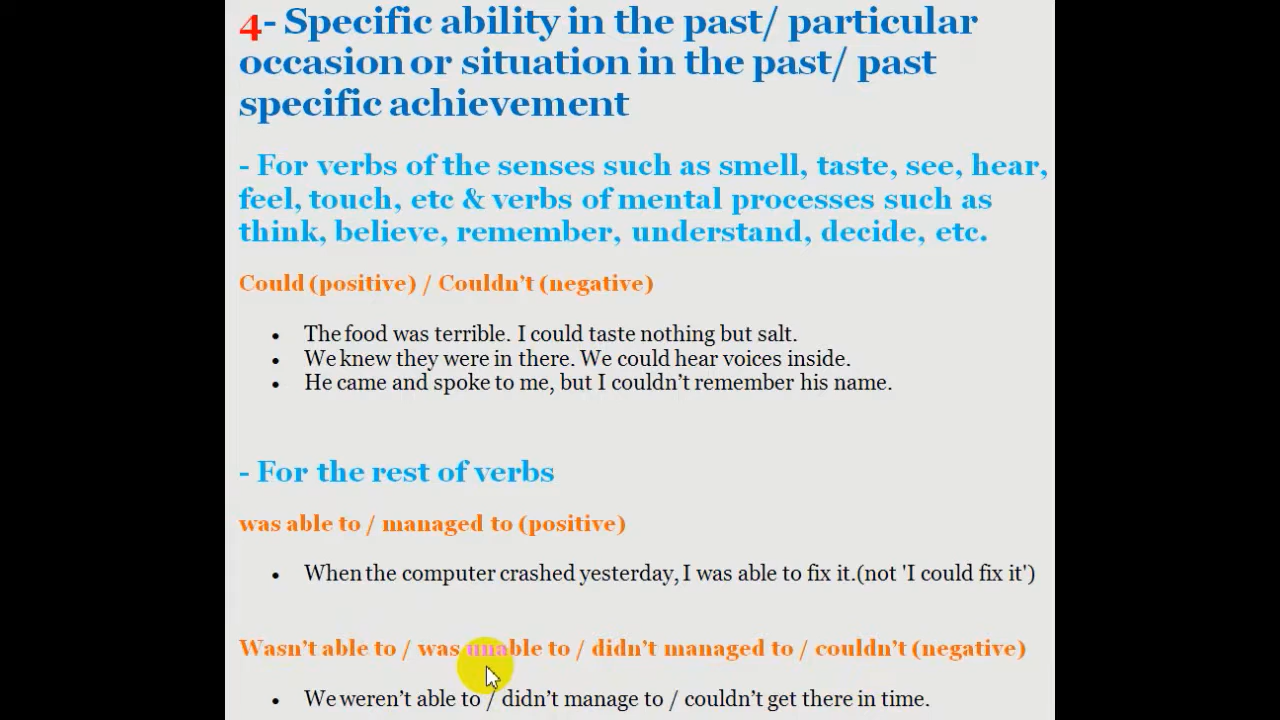 4- Specific ability in the past/ particular
occasion or situation in the past/ past
specific achievement
- For verbs of the senses such as smell, taste, see, hear,
feel, touch, etc & verbs of mental processes such as
think, believe, remember, understand, decide, etc.
Could (positive) / Couldn't (negative)
• The food was terrible. I could taste nothing but salt.
• We knew they were in there. We could hear voices inside.
• He came and spoke to me, but I couldn't remember his name.
- For the rest of verbs
was able to / managed to (positive)
• When the computer crashed yesterday, I was able to fix it.(not 'I could fix it')
Wasn't able to / was unable to / didn't managed to / couldn't (negative)
• We weren't able to / didn't manage to / couldn't get there in time.